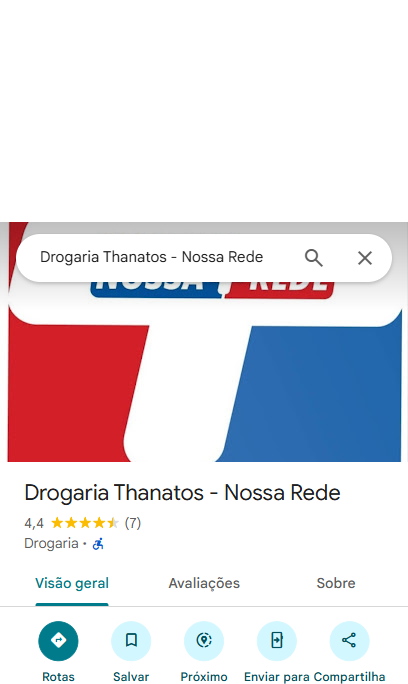 Drogaria Thanatos - Nossa Rede
NOSSA REDE
Drogaria Thanatos - Nossa Rede
4,4 (7)
Drogaria ·
Visão geral Avaliações Sobre
Rotas Salvar Próximo Enviar para Compartilha